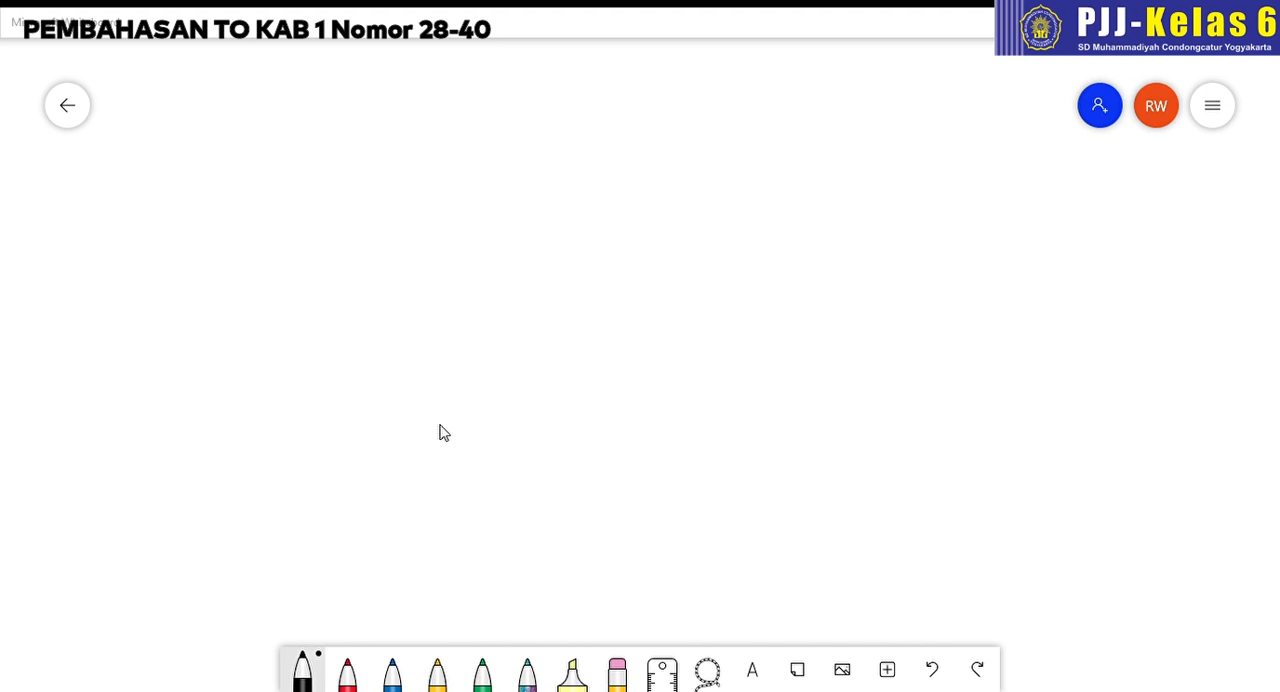 PEMBAHASAN TO KAB 1 Nomor 28-40
PJJ-Kelas 6
SD Muhammadiyah Condongcatur Yogyakarta
RW
A